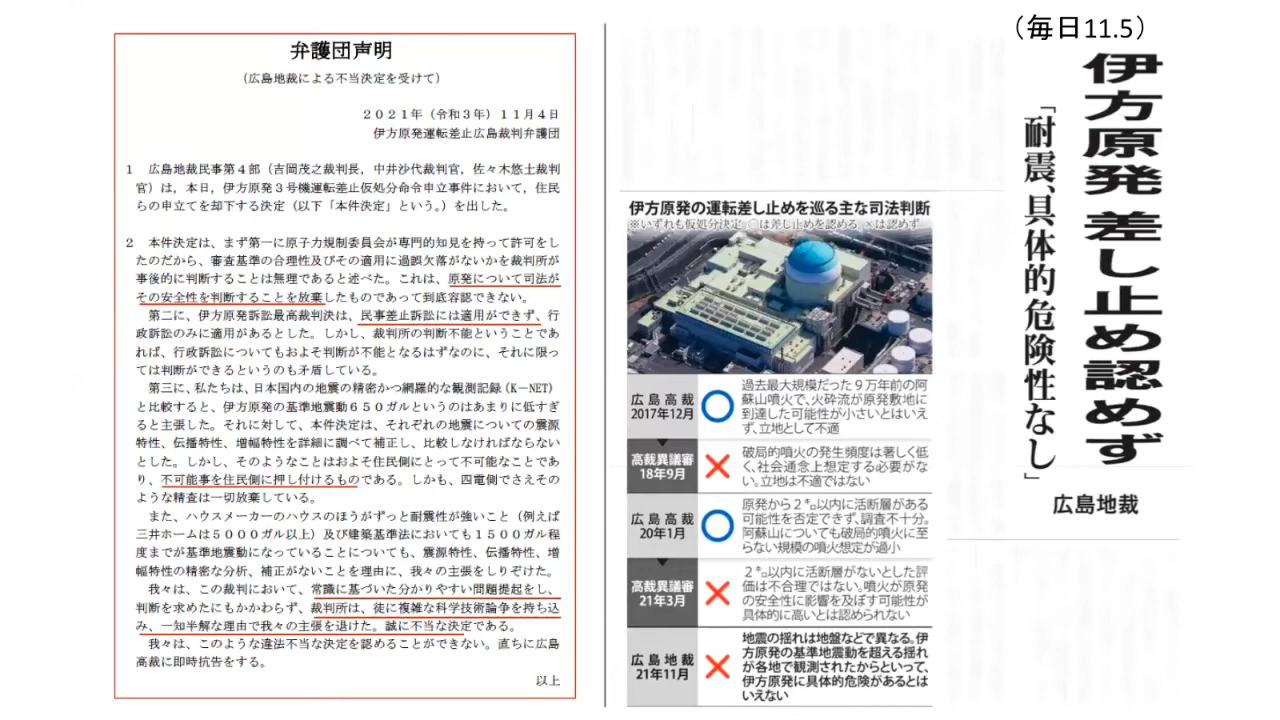 弁護団声明
（広島地裁による不当決定を受けて）
２０２１年（令和３年）１１月４日
伊方原発運転差止広島裁判弁護団
１　広島地裁民事第４部（吉岡茂之裁判長，中井沙代裁判官，佐々木悠土裁判
官）は，本日，伊方原発３号機運転差止仮処分命令申立事件において，住民
らの申立てを却下する決定（以下「本件決定」という。）を出した。
２　本件決定は、まず第一に原子力規制委員会が専門的知見を持って許可をし
たのだから、審査基準の合理性及びその適用に過誤欠落がないかを裁判所が
事後的に判断することは無理であると述べた。これは、原発について司法が
その安全性を判断することを放棄したものであって到底容認できない。
第二に、伊方原発訴訟最高裁判決は、民事差止訴訟には適用ができず、行
政訴訟のみに適用があるとした。しかし、裁判所の判断不能ということであ
れば、行政訴訟についてもおよそ判断が不能となるはずなのに、それに限っ
ては判断ができるというのも矛盾している。
第三に、私たちは、日本国内の地震の精密かつ網羅的な観測記録（K－NET）
と比較すると、伊方原発の基準地震動６５０ガルというのはあまりに低すぎ
ると主張した。それに対して、本件決定は、それぞれの地震についての震源
特性、伝播特性、増幅特性を詳細に調べて補正し、比較しなければならない
とした。しかし、そのようなことはおよそ住民側にとって不可能なことであ
り、不可能事を住民側に押し付けるものである。しかも、四電側でさえその
ような精査は一切放棄している。
また、ハウスメーカーのハウスのほうがずっと耐震性が強いこと（例えば
三井ホームは５０００ガル以上）及び建築基準法においても１５００ガル程
度までが基準地震動になっていることについても、震源特性、伝播特性、増
幅特性の精密な分析、補正がないことを理由に、我々の主張をしりぞけた。
我々は、この裁判において、常識に基づいた分かりやすい問題提起をし、
判断を求めたにもかかわらず、裁判所は、徒に複雑な科学技術論争を持ち込
み、一知半解な理由で我々の主張を退けた。誠に不当な決定である。
我々は、このような違法不当な決定を認めることができない。直ちに広島
高裁に即時抗告をする。
以上
（毎日11.5）
伊方原発 差し止め認めず
「耐震、具体的危険性なし」
広島地裁
伊方原発の運転差し止めを巡る主な司法判断
※いずれも仮処分決定 ○は差し止めを認める ×は認めず
広島高裁
2017年12月
○
過去最大規模だった９万年前の阿
蘇山噴火で、火砕流が原発敷地に
到達した可能性が小さいとはいえ
ず、立地として不適
高裁異議審
18年9月
×
破局的噴火の発生頻度は著しく低
く、社会通念上想定する必要がな
い。立地は不適ではない
広島高裁
20年1月
○
原発から２㌔以内に活断層がある
可能性を否定できず、調査不十分。
阿蘇山についても破局的噴火に至
らない規模の噴火想定が過小
高裁異議審
21年3月
×
２㌔以内に活断層がないとした評
価は不合理ではない。噴火が原発
の安全性に影響を及ぼす可能性が
具体的に高いとは認められない
広島地裁
21年11月
×
地震の揺れは地盤などで異なる。伊
方原発の基準地震動を超える揺れ
が各地で観測されたからといって、
伊方原発に具体的危険があるとは
いえない